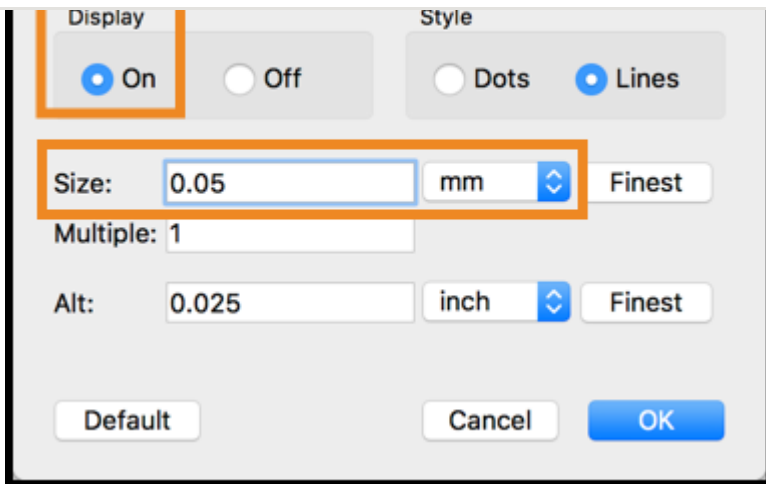 Display Style
On Off Dots Lines
Size: 0.05 mm Finest
Multiple: 1
Alt: 0.025 inch Finest
Default Cancel OK